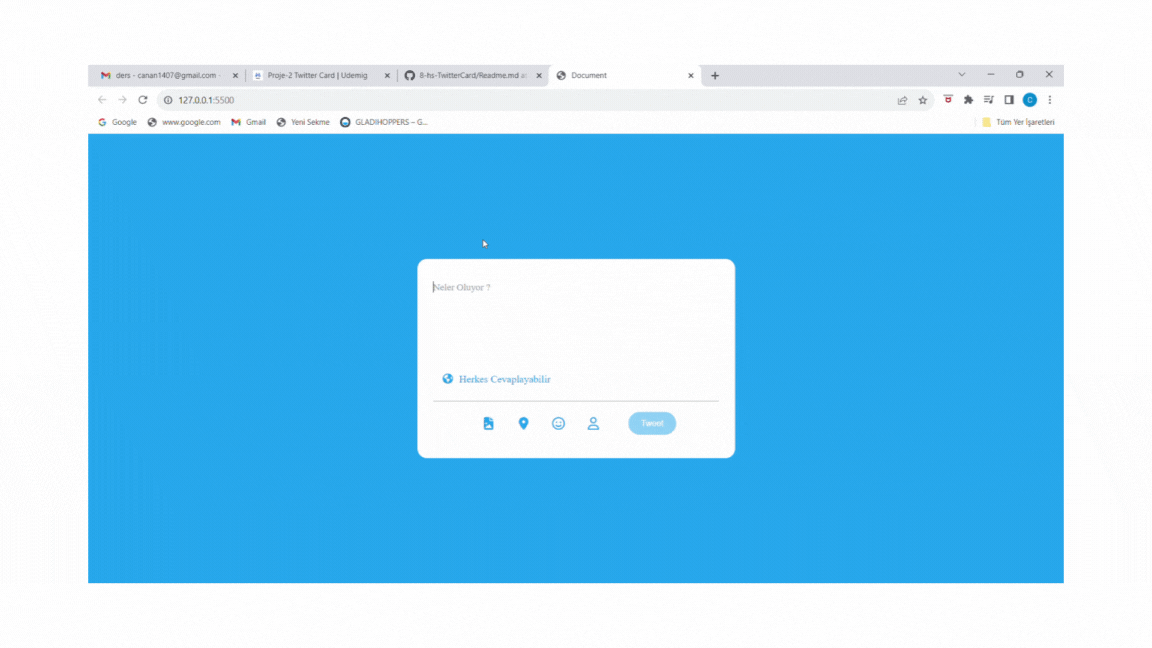 ders - canan1407@gmail.com -
Proje-2 Twitter Card | Udemig
8-hs-TwitterCard/Readme.md a
Document
127.0.0.1:5500
Google
www.google.com
Gmail
Yeni Sekme
GLADIHOPPERS – G...
Tüm Yer İşaretleri
Neler Oluyor ?
Herkes Cevaplayabilir
Tweet